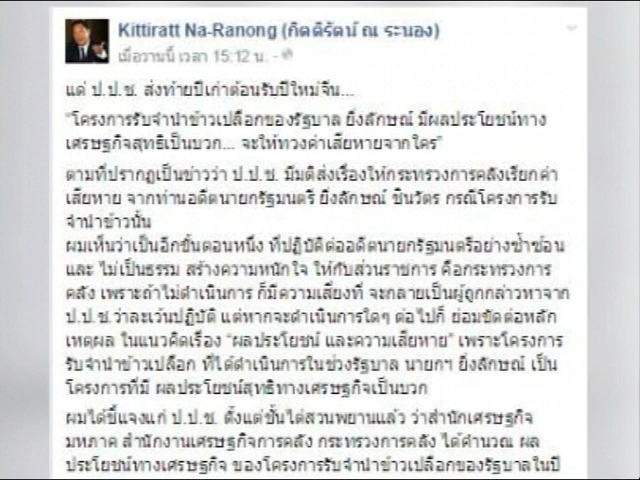 Kittiratt Na-Ranong (กิตติรัตน์ ณ ระนอง)
เมื่อวานนี้ เวลา 15:12 น. ·
แด่ ป.ป.ช. ส่งท้ายปีเก่าต้อนรับปีใหม่จีน...
"โครงการรับจำนำข้าวเปลือกของรัฐบาล ยิ่งลักษณ์ มีผลประโยชน์ทาง
เศรษฐกิจสุทธิเป็นบวก... จะให้ทวงค่าเสียหายจากใคร"
ตามที่ปรากฏเป็นข่าวว่า ป.ป.ช. มีมติส่งเรื่องให้กระทรวงการคลังเรียกค่า
เสียหาย จากท่านอดีตนายกรัฐมนตรี ยิ่งลักษณ์ ชินวัตร กรณีโครงการรับ
จำนำข้าวนั้น
ผมเห็นว่าเป็นอีกขั้นตอนหนึ่ง ที่ปฏิบัติต่ออดีตนายกรัฐมนตรีอย่างซ้ำซ้อน
และ ไม่เป็นธรรม สร้างความหนักใจ ให้กับส่วนราชการ คือกระทรวงการ
คลัง เพราะถ้าไม่ดำเนินการ ก็มีความเสี่ยงที่ จะกลายเป็นผู้ถูกกล่าวหาจาก
ป.ป.ช.ว่าละเว้นปฏิบัติ แต่หากจะดำเนินการใดๆ ต่อไปก็ ย่อมขัดต่อหลัก
เหตุผล ในแนวคิดเรื่อง "ผลประโยชน์ และความเสียหาย" เพราะโครงการ
รับจำนำข้าวเปลือก ที่ได้ดำเนินการในช่วงรัฐบาล นายกฯ ยิ่งลักษณ์ เป็น
โครงการที่มี ผลประโยชน์สุทธิทางเศรษฐกิจเป็นบวก
ผมได้ชี้แจงแก่ ป.ป.ช. ตั้งแต่ชั้นไต่สวนพยานแล้ว ว่าสำนักเศรษฐกิจ
มหภาค สำนักงานเศรษฐกิจการคลัง กระทรวงการคลัง ได้คำนวณ ผล
ประโยชน์ทางเศรษฐกิจ ของโครงการรับจำนำข้าวเปลือกของรัฐบาลในปี